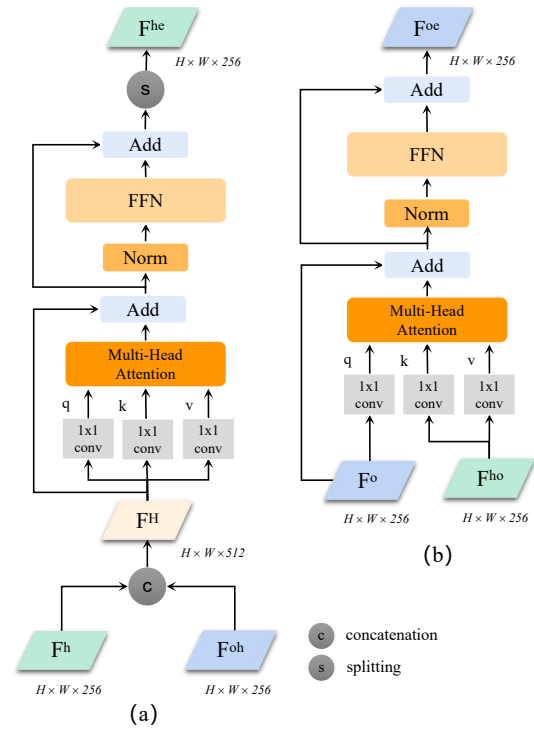 Fhe
H × W × 256
S
Add
FFN
Norm
Add
Multi-Head
Attention
q
k
v
1x1
conv
1x1
conv
1x1
conv
FH
H × W × 512
C
Fh
Foh
H × W × 256
H × W × 256
(a)
Foe
H × W × 256
Add
FFN
Norm
Add
Multi-Head
Attention
q
k
v
1x1
conv
1x1
conv
1x1
conv
Fo
Fho
H × W × 256
H × W × 256
(b)
c concatenation
s splitting